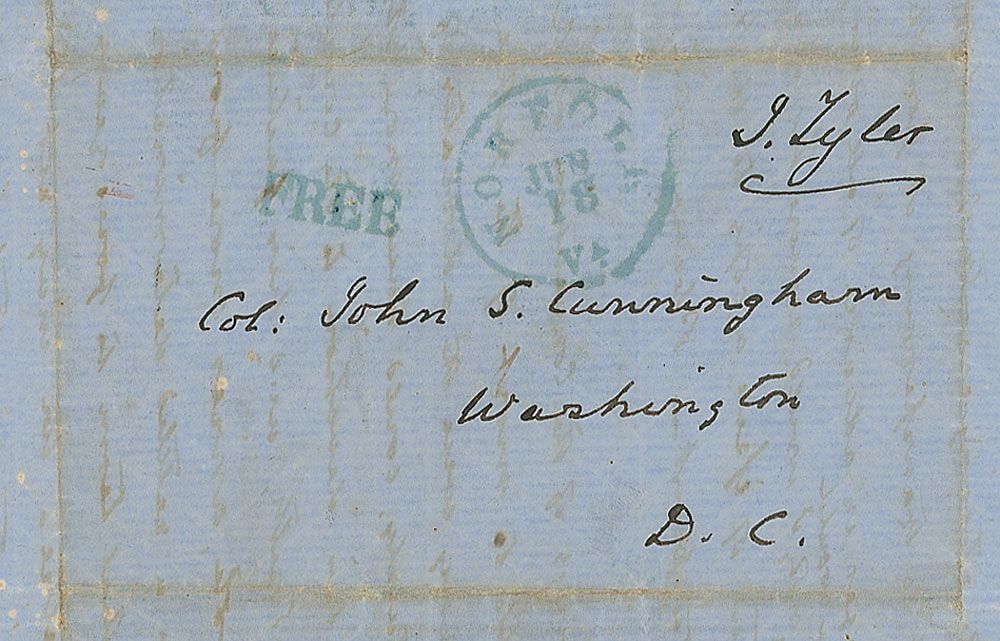 J. Tyler
FREE
NORFOLK
JUN
18
Va
Col: John S. Cunningham
Washington
D. C.